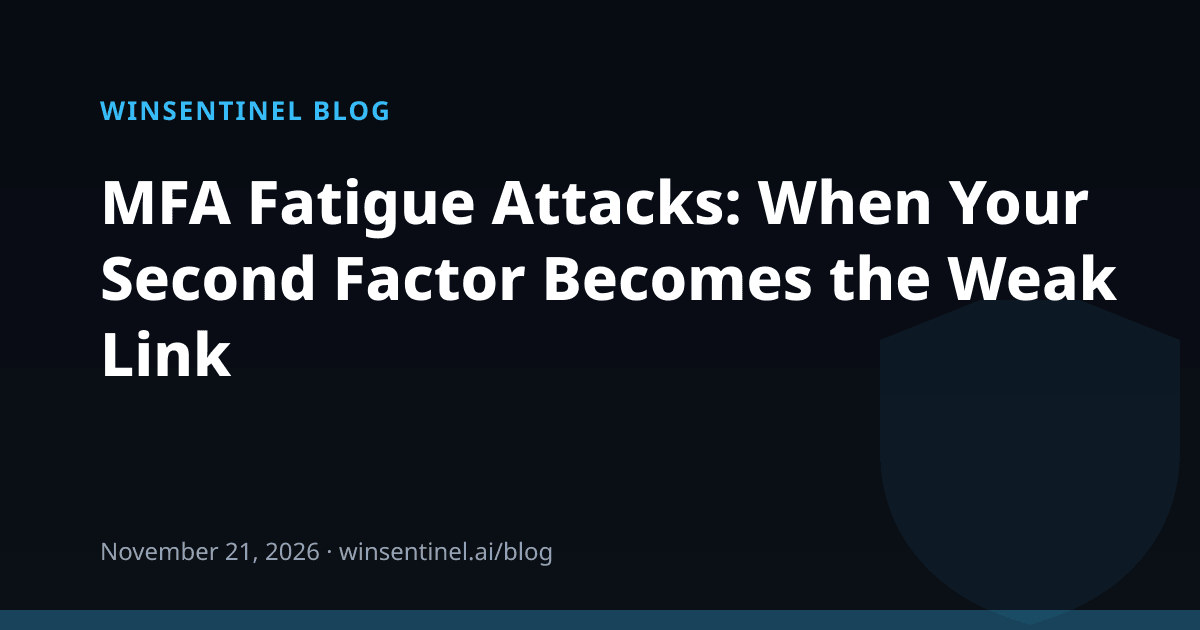 WINSENTINEL BLOG
MFA Fatigue Attacks: When Your
Second Factor Becomes the Weak
Link
November 21, 2026 · winsentinel.ai/blog